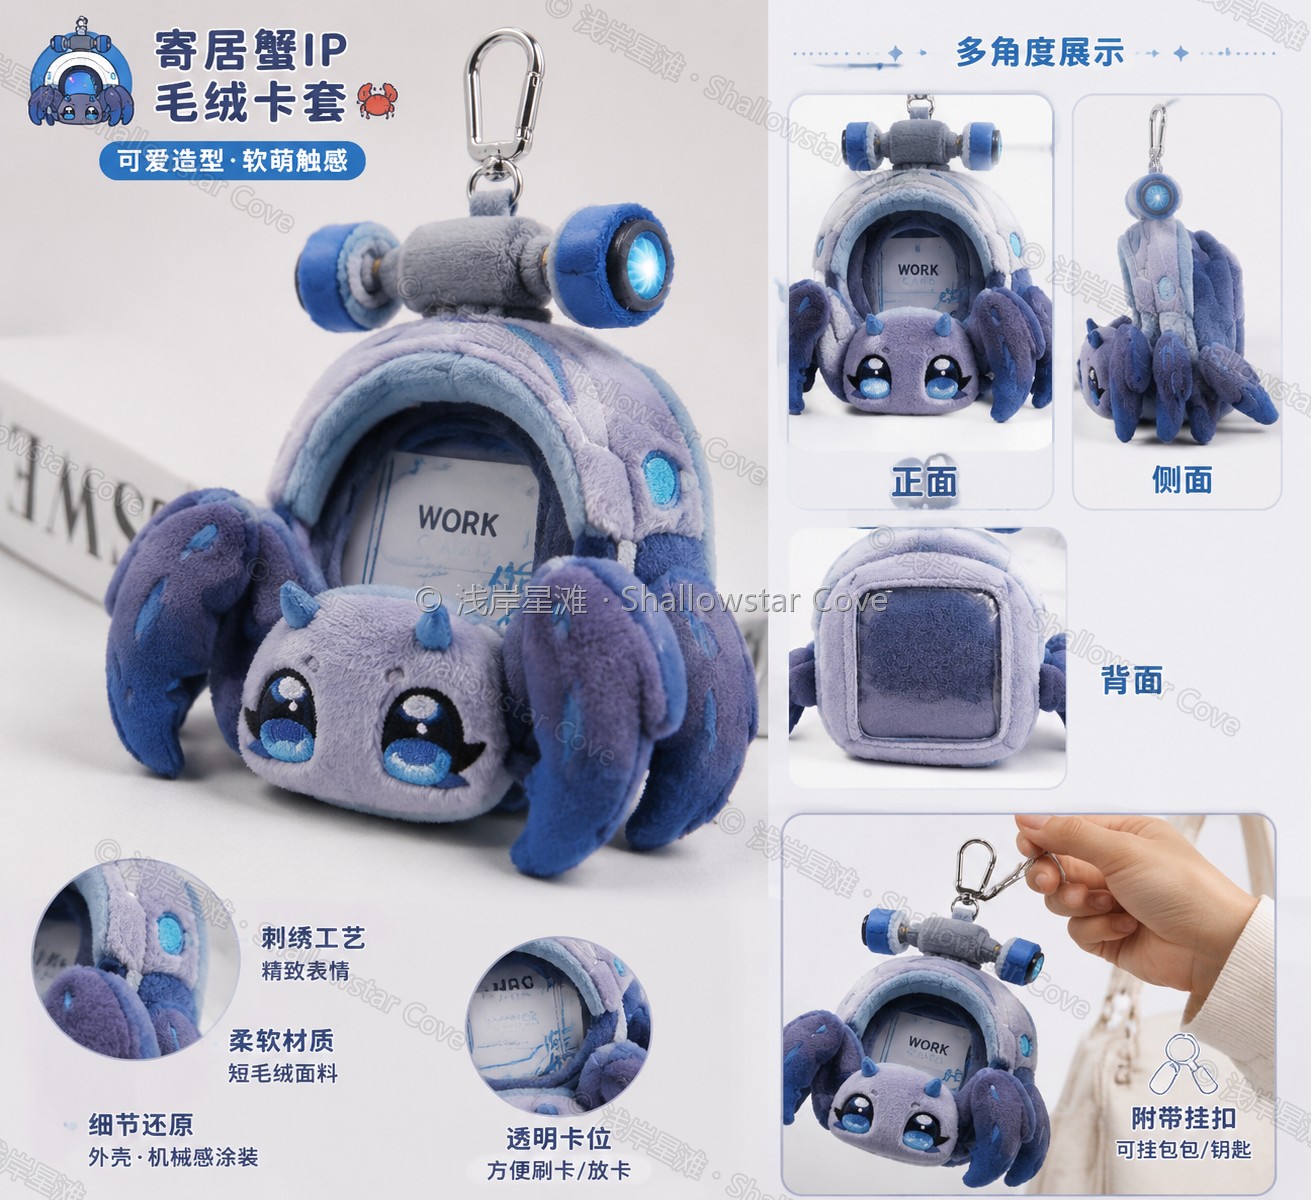 寄居蟹IP
毛绒卡套
可爱造型·软萌触感
WORK
SWE
© 浅岸星滩 · Shallowstar Cove
刺绣工艺
精致表情
柔软材质
短毛绒面料
细节还原
外壳·机械感涂装
透明卡位
方便刷卡/放卡
多角度展示
WORK
CARD
正面
侧面
背面
WORK
附带挂扣
可挂包包/钥匙